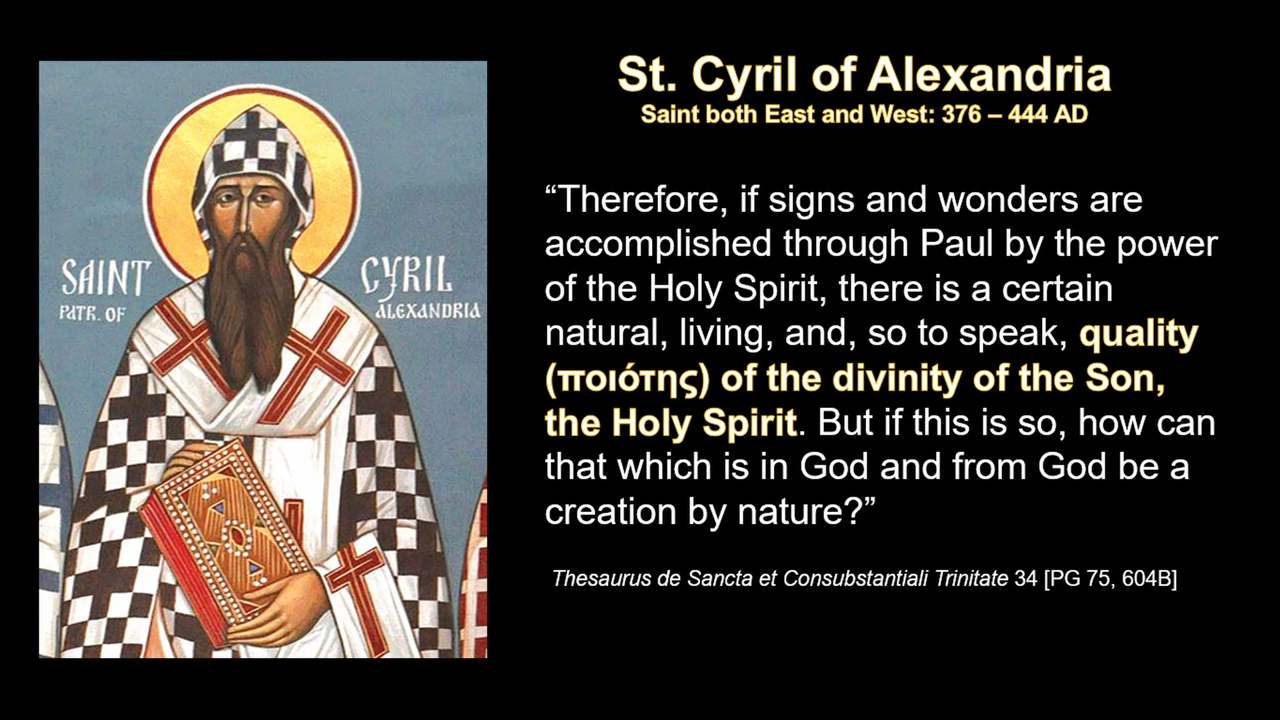 SAINT CYRIL
PATR. OF ALEXANDRIA
St. Cyril of Alexandria
Saint both East and West: 376 – 444 AD
“Therefore, if signs and wonders are
accomplished through Paul by the power
of the Holy Spirit, there is a certain
natural, living, and, so to speak, quality
(ποιότης) of the divinity of the Son,
the Holy Spirit. But if this is so, how can
that which is in God and from God be a
creation by nature?”
Thesaurus de Sancta et Consubstantiali Trinitate 34 [PG 75, 604B]